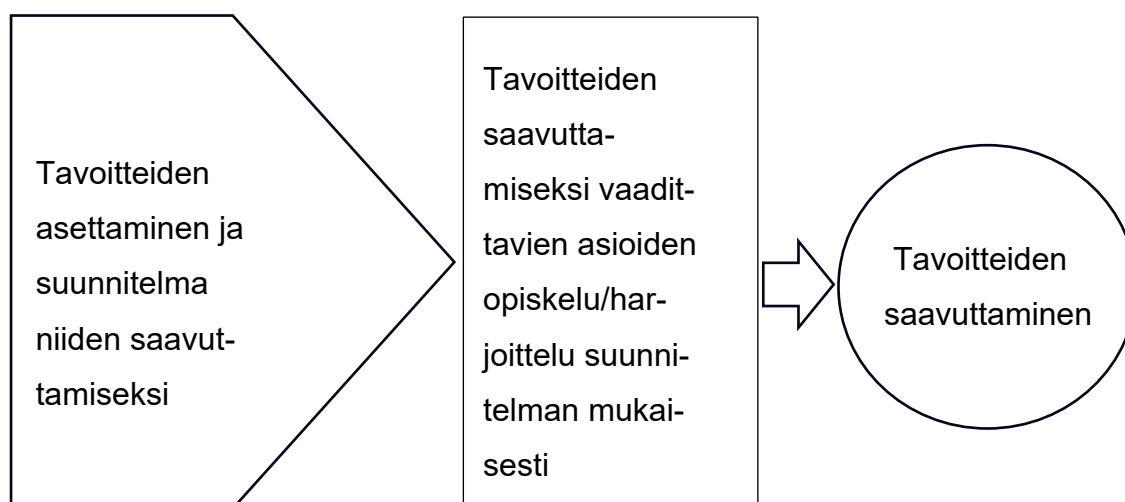 Tavoitteiden
asettaminen ja
suunnitelma
niiden saavut-
tamiseksi
Tavoitteiden
saavutta-
miseksi vaadit-
tavien asioiden
opiskelu/har-
joittelu suunni-
telman mukai-
sesti
Tavoitteiden
saavuttaminen